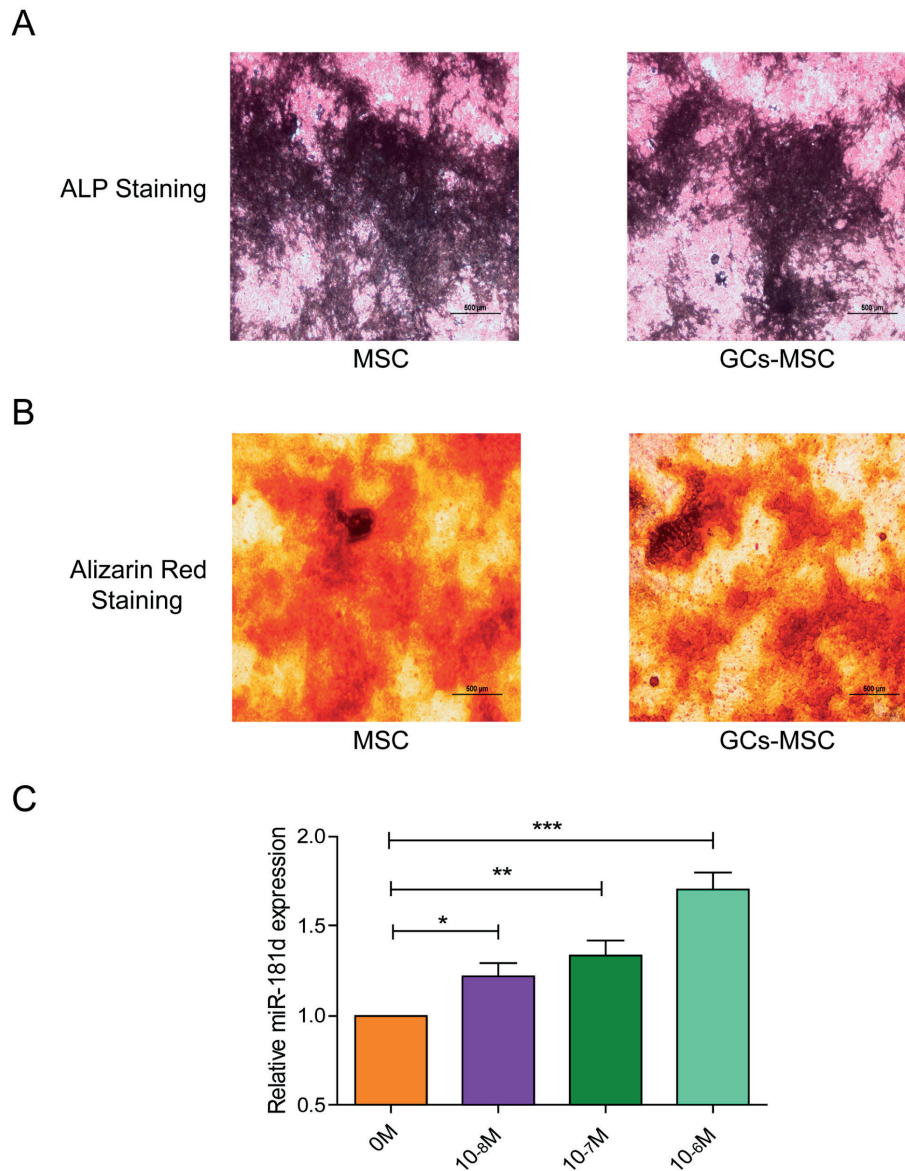 A
ALP Staining
500 µm
500 µm
MSC
GCs-MSC
B
Alizarin Red
Staining
500 µm
500 µm
MSC
GCs-MSC
C
Relative miR-181d expression
2.0
1.5
1.0
0.5
***
**
*
0M
10-8M
10-7M
10-6M